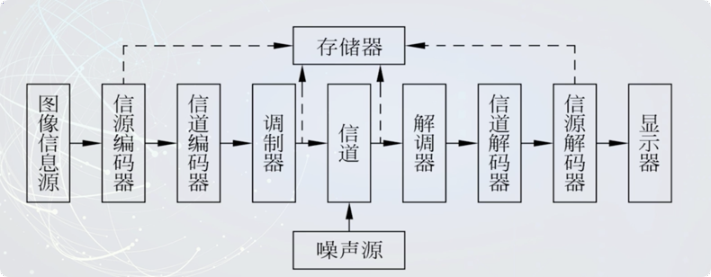 存储器
图像信息源
信源编码器
信道编码器
调制器
信道
解调器
信道解码器
信源解码器
显示器
噪声源